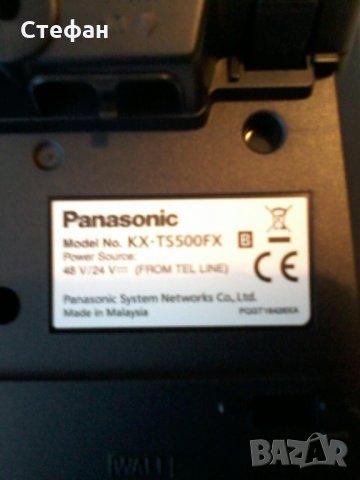 Стефан
Panasonic
Model No. KX-TS500FX B
Power Source:
48 V/24 V⎓ (FROM TEL LINE)
CE
Panasonic System Networks Co., Ltd.
Made in Malaysia
[WALL]
BAZAR